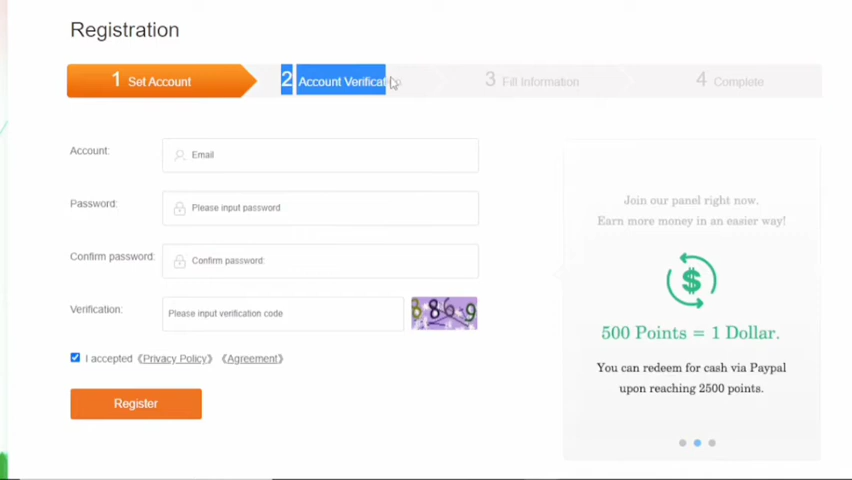 Registration
1 Set Account
2 Account Verificat
3 Fill Information
4 Complete
Account:
Email
Password:
Please input password
Confirm password:
Confirm password:
Verification:
Please input verification code
I accepted 《Privacy Policy》 《Agreement》
Register
Join our panel right now.
Earn more money in an easier way!
$
500 Points = 1 Dollar.
You can redeem for cash via Paypal
upon reaching 2500 points.